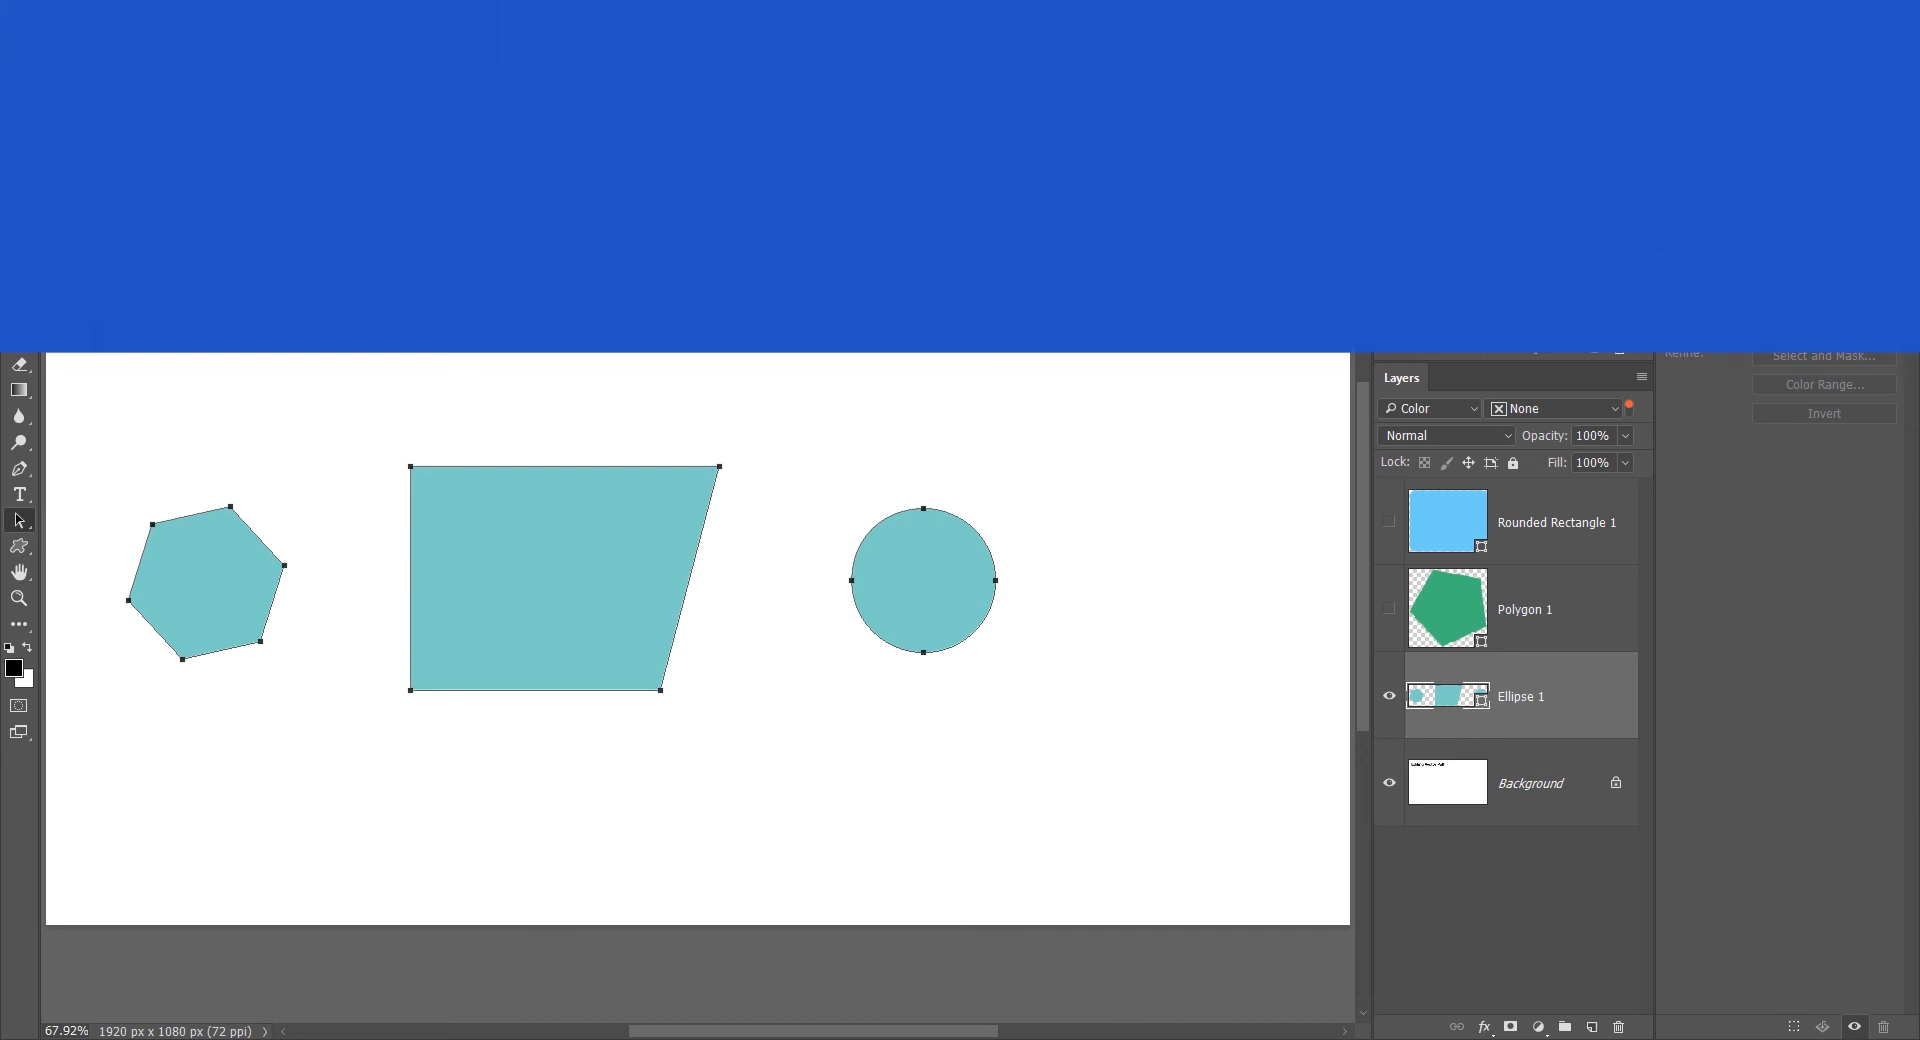 Select and Mask...
Layers
Color Range...
Color None
Invert
Normal Opacity: 100%
Lock: Fill: 100%
Rounded Rectangle 1
Polygon 1
Ellipse 1
Background
67.92% 1920 px x 1080 px (72 ppi)
fx